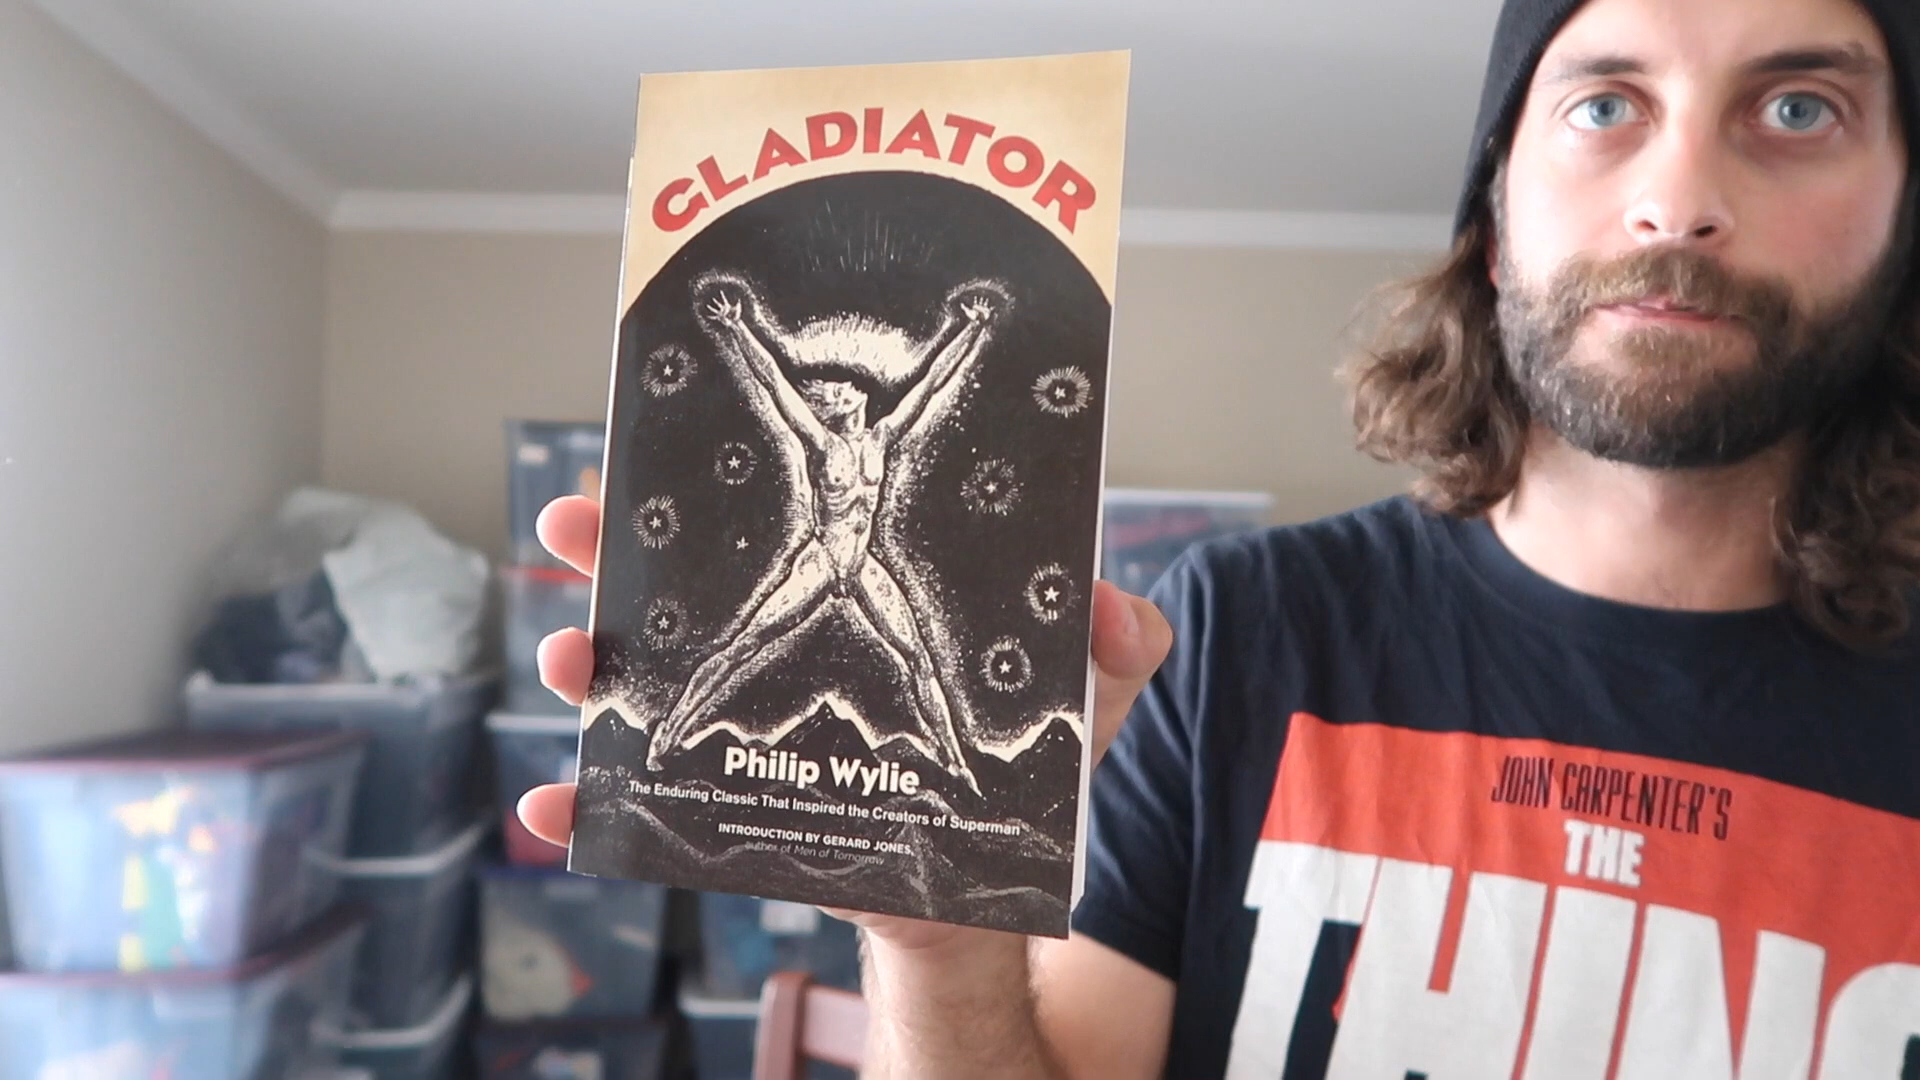 GLADIATOR
Philip Wylie
The Enduring Classic That Inspired the Creators of Superman
INTRODUCTION BY GERARD JONES,
author of Men of Tomorrow
JOHN CARPENTER'S
THE
THING